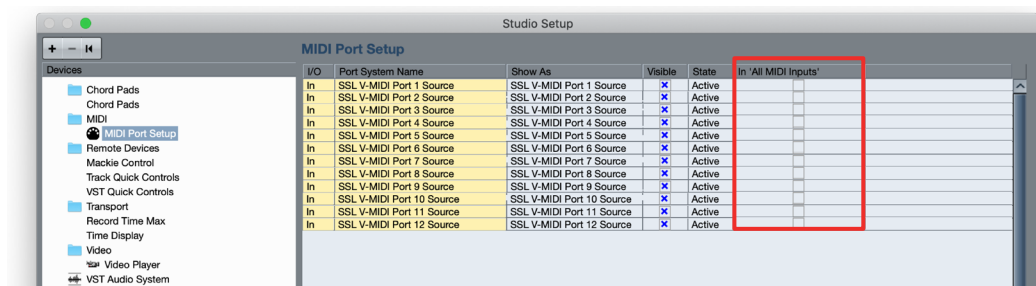 Studio Setup
+ −
MIDI Port Setup
Devices
Chord Pads
Chord Pads
MIDI
MIDI Port Setup
Remote Devices
Mackie Control
Track Quick Controls
VST Quick Controls
Transport
Record Time Max
Time Display
Video
Video Player
VST Audio System
I/O Port System Name Show As Visible State In 'All MIDI Inputs'
In SSL V-MIDI Port 1 Source SSL V-MIDI Port 1 Source Active
In SSL V-MIDI Port 2 Source SSL V-MIDI Port 2 Source Active
In SSL V-MIDI Port 3 Source SSL V-MIDI Port 3 Source Active
In SSL V-MIDI Port 4 Source SSL V-MIDI Port 4 Source Active
In SSL V-MIDI Port 5 Source SSL V-MIDI Port 5 Source Active
In SSL V-MIDI Port 6 Source SSL V-MIDI Port 6 Source Active
In SSL V-MIDI Port 7 Source SSL V-MIDI Port 7 Source Active
In SSL V-MIDI Port 8 Source SSL V-MIDI Port 8 Source Active
In SSL V-MIDI Port 9 Source SSL V-MIDI Port 9 Source Active
In SSL V-MIDI Port 10 Source SSL V-MIDI Port 10 Source Active
In SSL V-MIDI Port 11 Source SSL V-MIDI Port 11 Source Active
In SSL V-MIDI Port 12 Source SSL V-MIDI Port 12 Source Active